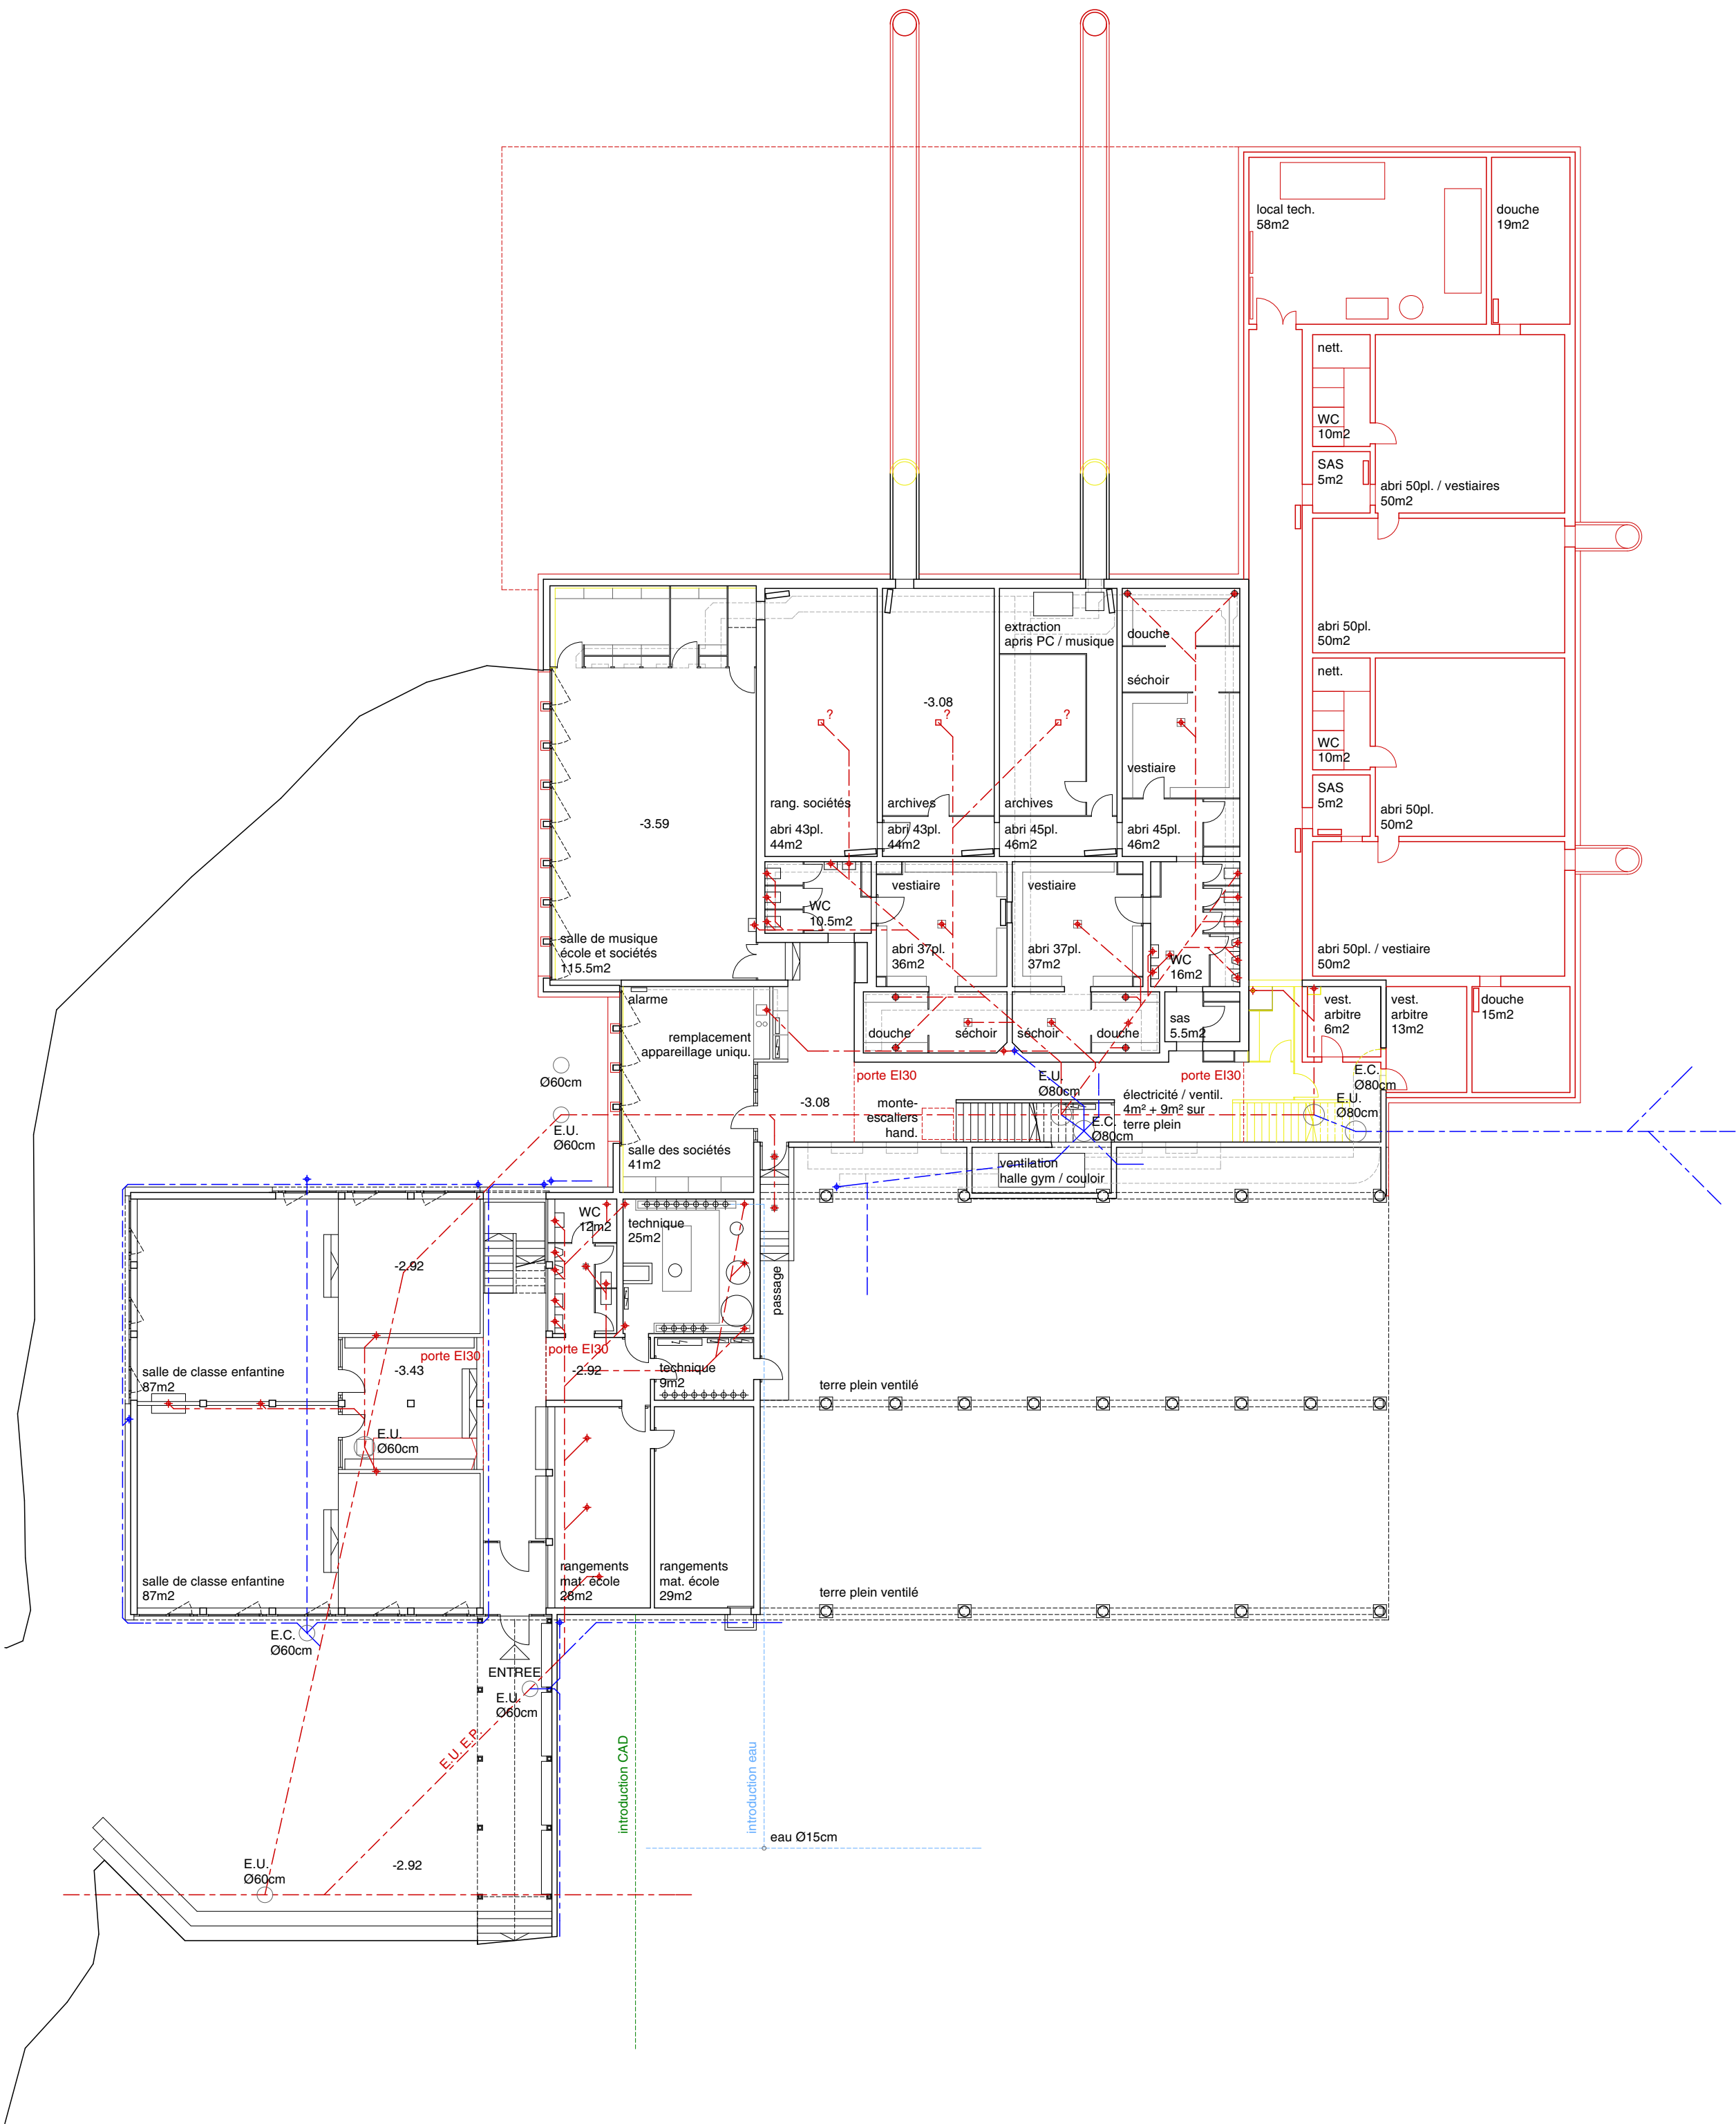 local tech.
58m2
douche
19m2
nett.
WC
10m2
SAS
5m2
abri 50pl. / vestiaires
50m2
abri 50pl.
50m2
nett.
WC
10m2
SAS
5m2
abri 50pl.
50m2
abri 50pl. / vestiaire
50m2
extraction
apris PC / musique
douche
séchoir
-3.08
?
?
?
vestiaire
rang. sociétés
archives
archives
abri 43pl.
44m2
abri 43pl.
44m2
abri 45pl.
46m2
abri 45pl.
46m2
-3.59
vestiaire
vestiaire
WC
10.5m2
salle de musique
école et sociétés
115.5m2
abri 37pl.
36m2
abri 37pl.
37m2
WC
16m2
alarme
remplacement
appareillage uniqu.
douche
séchoir
séchoir
douche
sas
5.5m2
vest.
arbitre
6m2
vest.
arbitre
13m2
douche
15m2
Ø60cm
porte EI30
E.U.
Ø80cm
porte EI30
E.C.
Ø80cm
-3.08
monte-
escaliers
hand.
électricité / ventil.
4m² + 9m² sur
terre plein
E.C.
Ø80cm
E.U.
Ø80cm
E.U.
Ø60cm
salle des sociétés
41m2
ventilation
halle gym / couloir
WC
12m2
technique
25m2
-2.92
passage
porte EI30
porte EI30
-3.43
-2.92
technique
9m2
salle de classe enfantine
87m2
terre plein ventilé
E.U.
Ø60cm
salle de classe enfantine
87m2
rangements
mat. école
28m2
rangements
mat. école
29m2
terre plein ventilé
E.C.
Ø60cm
ENTREE
E.U.
Ø60cm
E.U. E.P.
introduction CAD
introduction eau
eau Ø15cm
E.U.
Ø60cm
-2.92